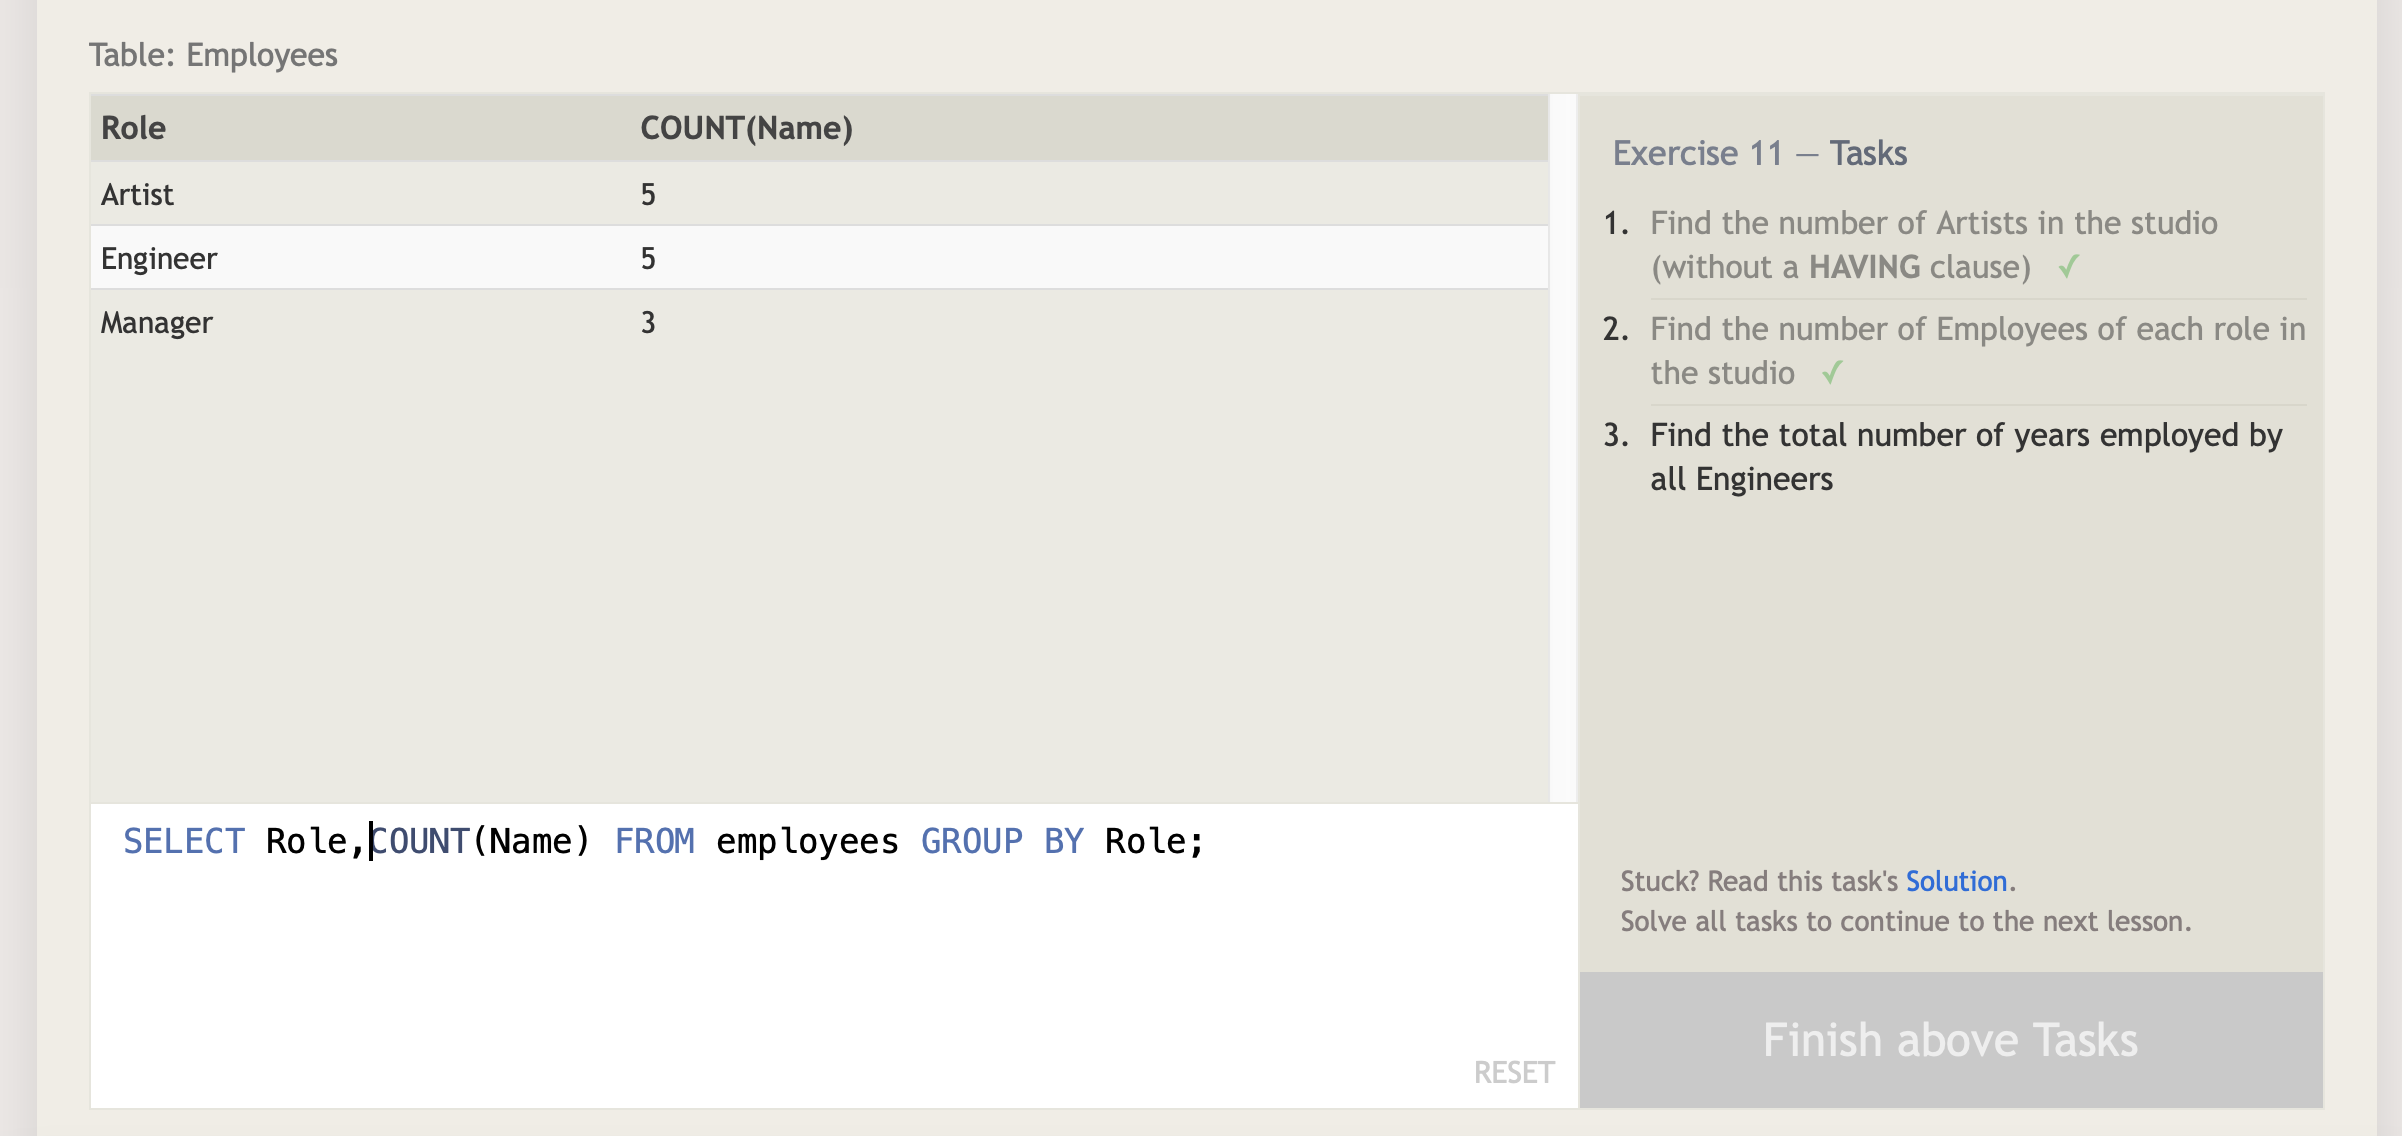 Table: Employees
Role COUNT(Name)
Artist 5
Engineer 5
Manager 3
SELECT Role,COUNT(Name) FROM employees GROUP BY Role;
RESET
Exercise 11 — Tasks
1. Find the number of Artists in the studio
(without a HAVING clause) ✓
2. Find the number of Employees of each role in
the studio ✓
3. Find the total number of years employed by
all Engineers
Stuck? Read this task's Solution.
Solve all tasks to continue to the next lesson.
Finish above Tasks